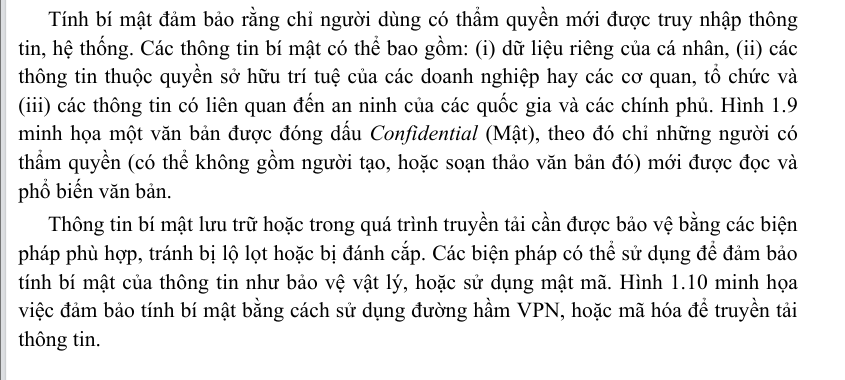 Tính bí mật đảm bảo rằng chỉ người dùng có thẩm quyền mới được truy nhập thông
tin, hệ thống. Các thông tin bí mật có thể bao gồm: (i) dữ liệu riêng của cá nhân, (ii) các
thông tin thuộc quyền sở hữu trí tuệ của các doanh nghiệp hay các cơ quan, tổ chức và
(iii) các thông tin có liên quan đến an ninh của các quốc gia và các chính phủ. Hình 1.9
minh họa một văn bản được đóng dấu Confidential (Mật), theo đó chỉ những người có
thẩm quyền (có thể không gồm người tạo, hoặc soạn thảo văn bản đó) mới được đọc và
phổ biến văn bản.
Thông tin bí mật lưu trữ hoặc trong quá trình truyền tải cần được bảo vệ bằng các biện
pháp phù hợp, tránh bị lộ lọt hoặc bị đánh cắp. Các biện pháp có thể sử dụng để đảm bảo
tính bí mật của thông tin như bảo vệ vật lý, hoặc sử dụng mật mã. Hình 1.10 minh họa
việc đảm bảo tính bí mật bằng cách sử dụng đường hầm VPN, hoặc mã hóa để truyền tải
thông tin.